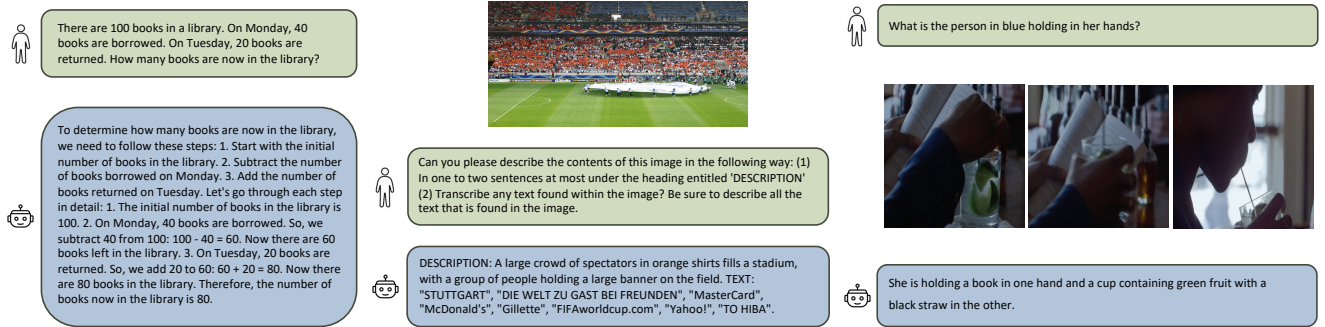 There are 100 books in a library. On Monday, 40
books are borrowed. On Tuesday, 20 books are
returned. How many books are now in the library?
To determine how many books are now in the library,
we need to follow these steps: 1. Start with the initial
number of books in the library. 2. Subtract the number
of books borrowed on Monday. 3. Add the number of
books returned on Tuesday. Let's go through each step
in detail: 1. The initial number of books in the library is
100. 2. On Monday, 40 books are borrowed. So, we
subtract 40 from 100: 100 - 40 = 60. Now there are 60
books left in the library. 3. On Tuesday, 20 books are
returned. So, we add 20 to 60: 60 + 20 = 80. Now there
are 80 books in the library. Therefore, the number of
books now in the library is 80.
Can you please describe the contents of this image in the following way: (1)
In one to two sentences at most under the heading entitled 'DESCRIPTION'
(2) Transcribe any text found within the image? Be sure to describe all the
text that is found in the image.
DESCRIPTION: A large crowd of spectators in orange shirts fills a stadium,
with a group of people holding a large banner on the field. TEXT:
"STUTTGART", "DIE WELT ZU GAST BEI FREUNDEN", "MasterCard",
"McDonald's", "Gillette", "FIFAworldcup.com", "Yahoo!", "TO HIBA".
What is the person in blue holding in her hands?
She is holding a book in one hand and a cup containing green fruit with a
black straw in the other.